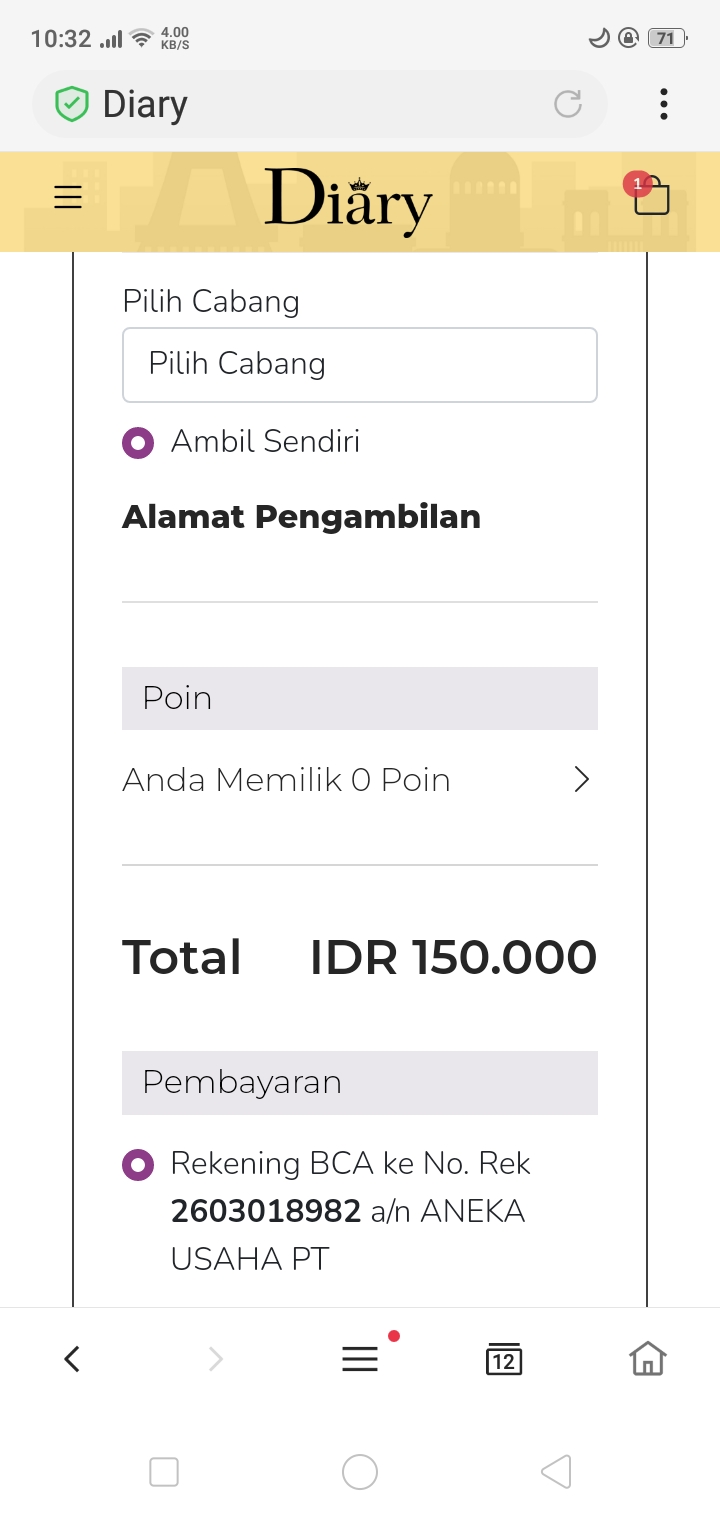 10:32 4.00 KB/S 71
Diary
Diary 1
Pilih Cabang
Pilih Cabang
Ambil Sendiri
Alamat Pengambilan
Poin
Anda Memilik 0 Poin
Total IDR 150.000
Pembayaran
Rekening BCA ke No. Rek
2603018982 a/n ANEKA
USAHA PT
12